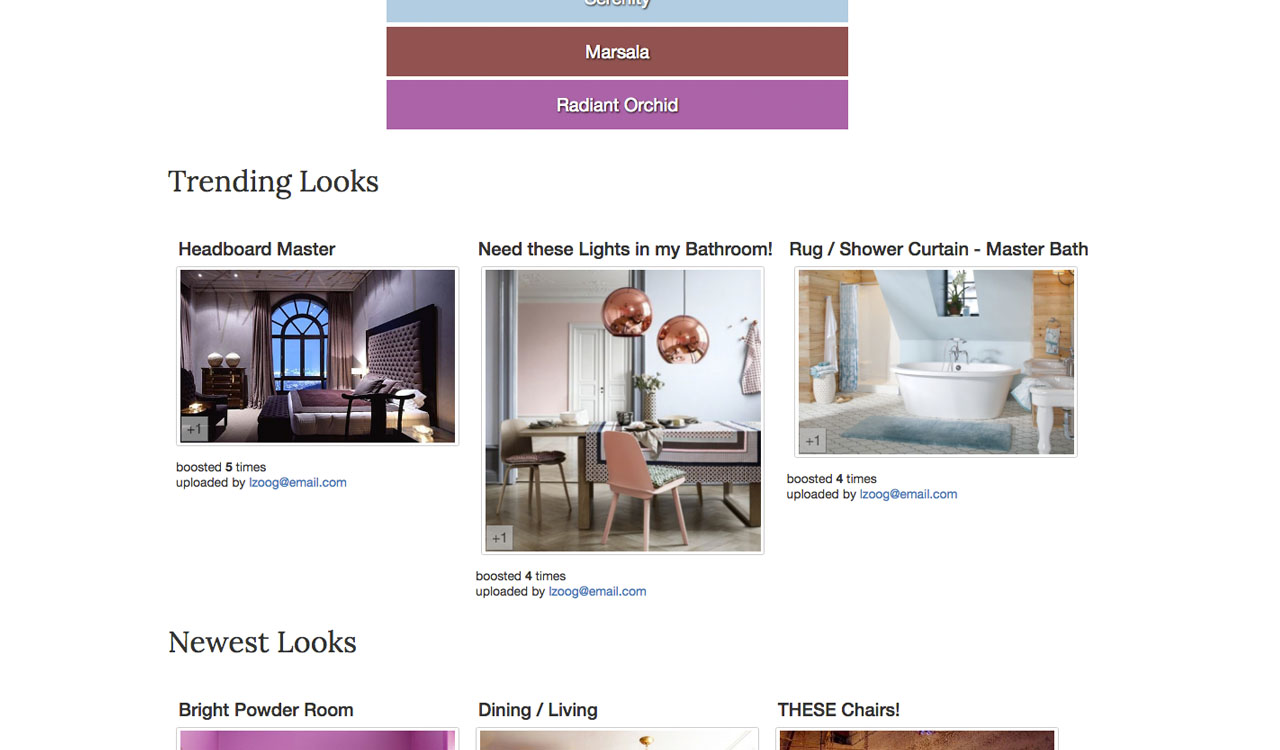 Serenity
Marsala
Radiant Orchid
Trending Looks
Headboard Master
Need these Lights in my Bathroom!
Rug / Shower Curtain - Master Bath
+1
+1
+1
boosted 5 times
uploaded by lzoog@email.com
boosted 4 times
uploaded by lzoog@email.com
boosted 4 times
uploaded by lzoog@email.com
Newest Looks
Bright Powder Room
Dining / Living
THESE Chairs!